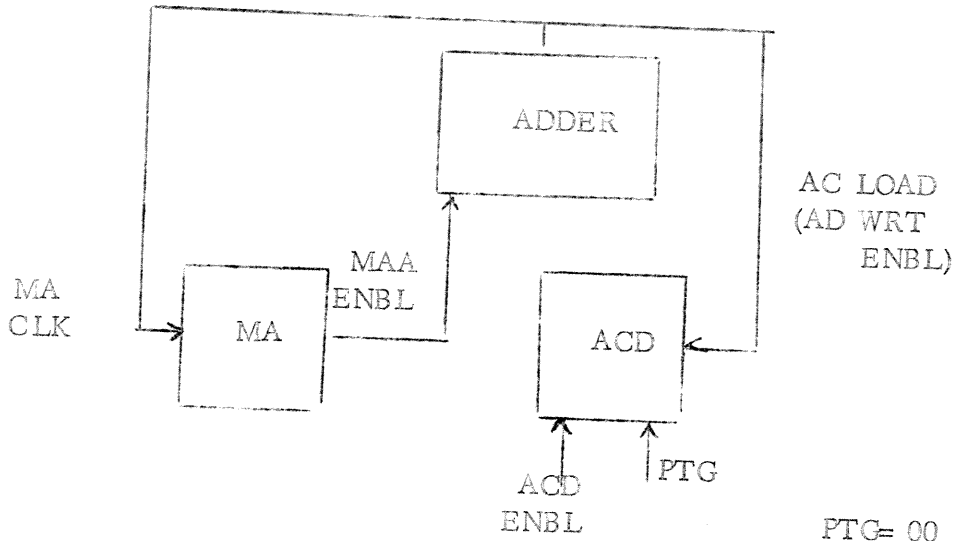 ADDER
AC LOAD
(AD WRT
ENBL)
MAA
ENBL
MA
CLK
MA
ACD
PTG
ACD
ENBL
PTG= 00